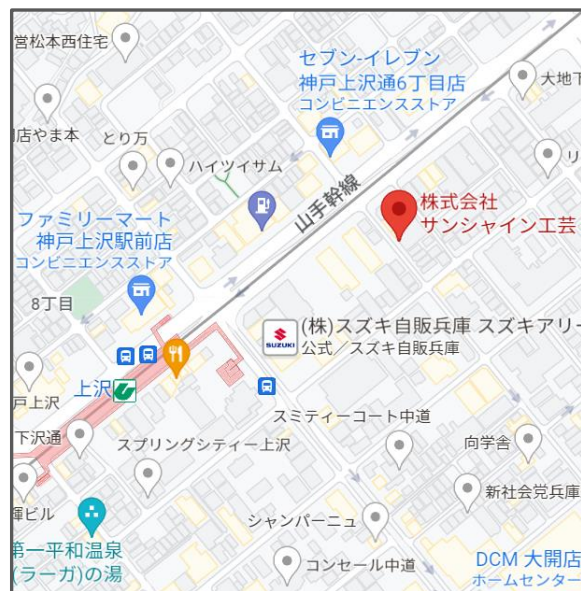 営松本西住宅
セブン-イレブン
神戸上沢通6丁目店
コンビニエンスストア
大地下
店やま本
とり万
ハイツイサム
山手幹線
株式会社
サンシャイン工芸
ファミリーマート
神戸上沢駅前店
コンビニエンスストア
8丁目
SUZUKI
(株)スズキ自販兵庫 スズキアリー
公式/スズキ自販兵庫
戸上沢
上沢
スミティーコート中道
下沢通
スプリングシティー上沢
向学舎
新社会党兵庫
輝ビル
シャンパーニュ
第一平和温泉
(ラーガ)の湯
コンセール中道
DCM 大開店
ホームセンター